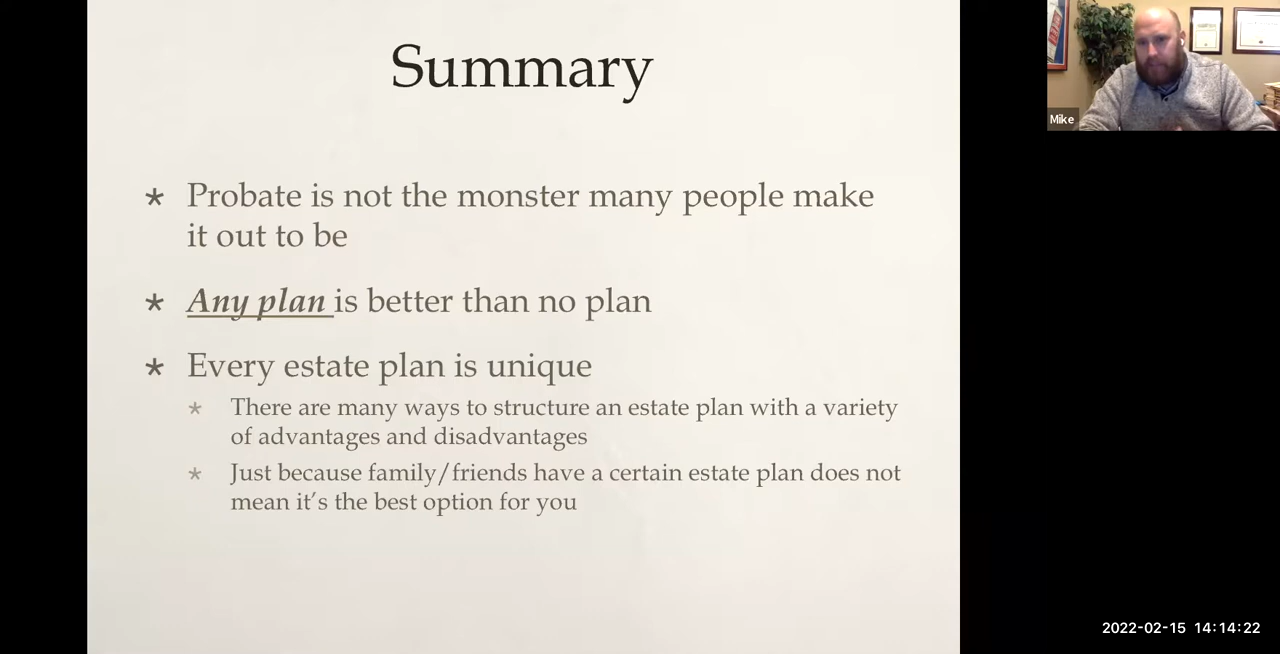 Summary
* Probate is not the monster many people make
it out to be
* Any plan is better than no plan
* Every estate plan is unique
* There are many ways to structure an estate plan with a variety
of advantages and disadvantages
* Just because family/friends have a certain estate plan does not
mean it's the best option for you
Mike
2022-02-15 14:14:22